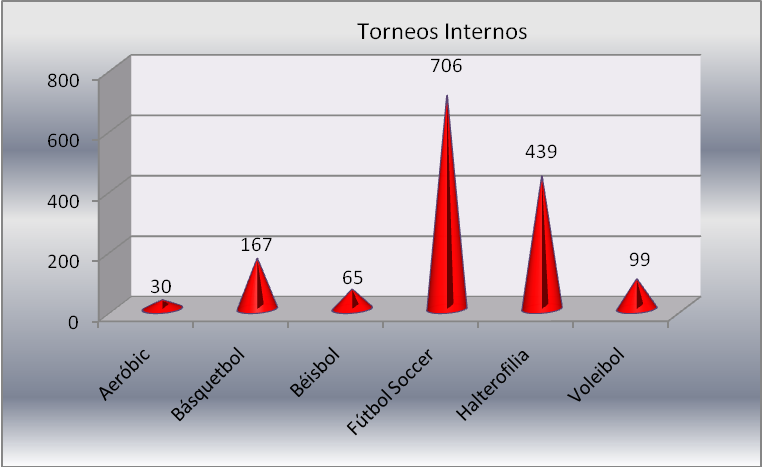 Torneos Internos
800
600
400
200
0
30
167
65
706
439
99
Aeróbic
Básquetbol
Béisbol
Fútbol Soccer
Halterofilia
Voleibol